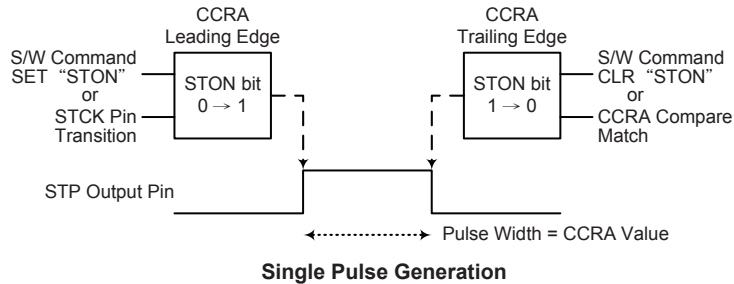 CCRA
Leading Edge
S/W Command
SET “STON”
or
STCK Pin
Transition
STON bit
0 → 1
CCRA
Trailing Edge
STON bit
1 → 0
S/W Command
CLR “STON”
or
CCRA Compare
Match
STP Output Pin
Pulse Width = CCRA Value
Single Pulse Generation